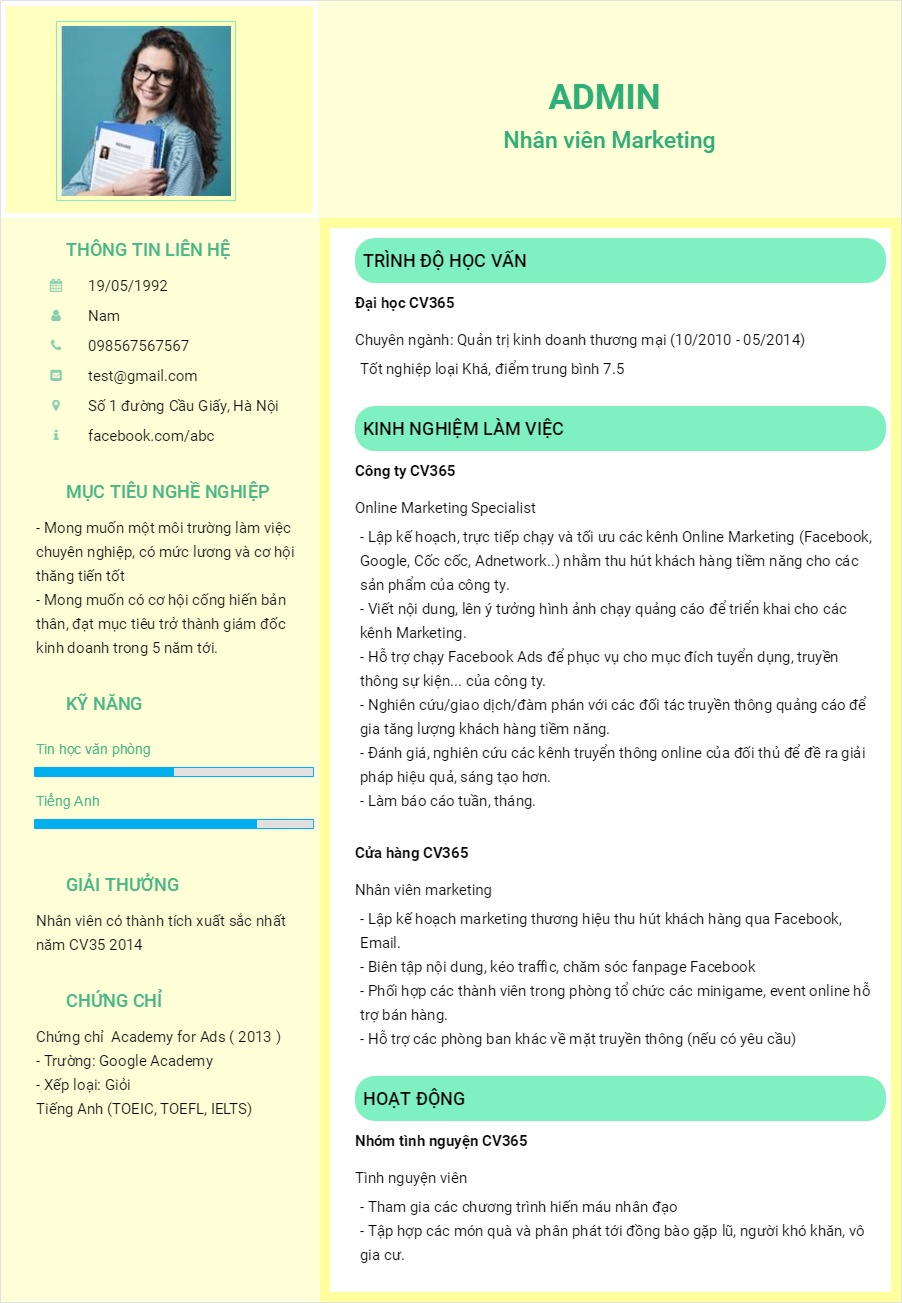 RESUME
ADMIN
Nhân viên Marketing
THÔNG TIN LIÊN HỆ
19/05/1992
Nam
098567567567
test@gmail.com
Số 1 đường Cầu Giấy, Hà Nội
facebook.com/abc
MỤC TIÊU NGHỀ NGHIỆP
- Mong muốn một môi trường làm việc
chuyên nghiệp, có mức lương và cơ hội
thăng tiến tốt
- Mong muốn có cơ hội cống hiến bản
thân, đạt mục tiêu trở thành giám đốc
kinh doanh trong 5 năm tới.
KỸ NĂNG
Tin học văn phòng
Tiếng Anh
GIẢI THƯỞNG
Nhân viên có thành tích xuất sắc nhất
năm CV35 2014
CHỨNG CHỈ
Chứng chỉ  Academy for Ads ( 2013 )
- Trường: Google Academy
- Xếp loại: Giỏi
Tiếng Anh (TOEIC, TOEFL, IELTS)
TRÌNH ĐỘ HỌC VẤN
Đại học CV365
Chuyên ngành: Quản trị kinh doanh thương mại (10/2010 - 05/2014)
Tốt nghiệp loại Khá, điểm trung bình 7.5
KINH NGHIỆM LÀM VIỆC
Công ty CV365
Online Marketing Specialist
- Lập kế hoạch, trực tiếp chạy và tối ưu các kênh Online Marketing (Facebook,
Google, Cốc cốc, Adnetwork..) nhằm thu hút khách hàng tiềm năng cho các
sản phẩm của công ty.
- Viết nội dung, lên ý tưởng hình ảnh chạy quảng cáo để triển khai cho các
kênh Marketing.
- Hỗ trợ chạy Facebook Ads để phục vụ cho mục đích tuyển dụng, truyền
thông sự kiện... của công ty.
- Nghiên cứu/giao dịch/đàm phán với các đối tác truyền thông quảng cáo để
gia tăng lượng khách hàng tiềm năng.
- Đánh giá, nghiên cứu các kênh truyển thông online của đối thủ để đề ra giải
pháp hiệu quả, sáng tạo hơn.
- Làm báo cáo tuần, tháng.
Cửa hàng CV365
Nhân viên marketing
- Lập kế hoạch marketing thương hiệu thu hút khách hàng qua Facebook,
Email.
- Biên tập nội dung, kéo traffic, chăm sóc fanpage Facebook
- Phối hợp các thành viên trong phòng tổ chức các minigame, event online hỗ
trợ bán hàng.
- Hỗ trợ các phòng ban khác về mặt truyền thông (nếu có yêu cầu)
HOẠT ĐỘNG
Nhóm tình nguyện CV365
Tình nguyện viên
- Tham gia các chương trình hiến máu nhân đạo
- Tập hợp các món quà và phân phát tới đồng bào gặp lũ, người khó khăn, vô
gia cư.